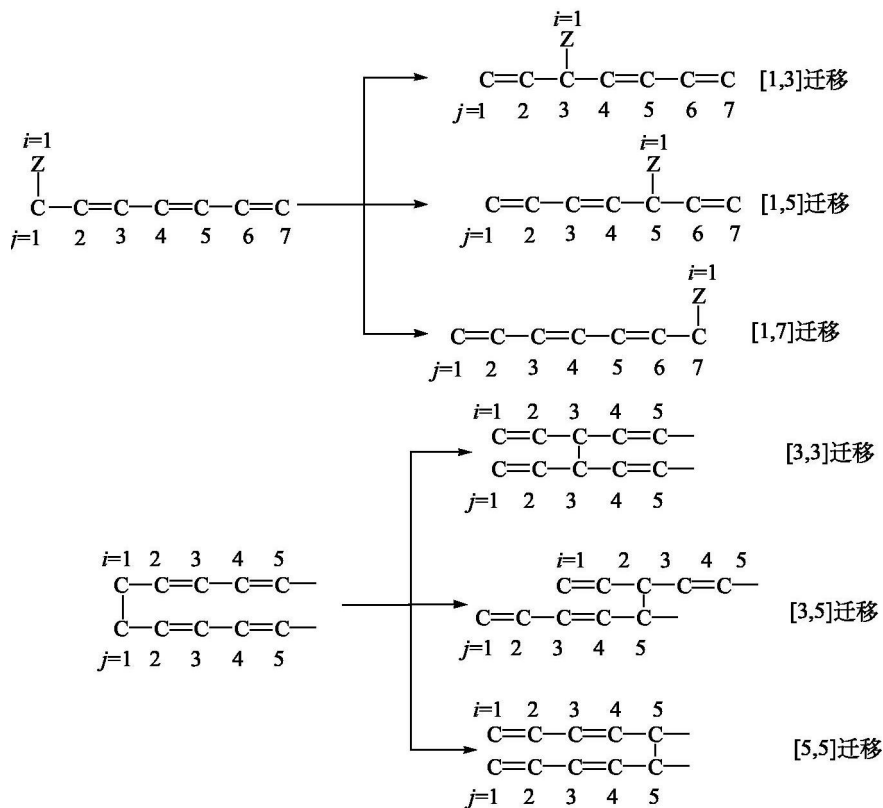 i=1
Z
C=C—C—C=C—C=C [1,3]迁移
j=1 2 3 4 5 6 7
i=1
Z
C—C=C—C=C—C=C
j=1 2 3 4 5 6 7
i=1
Z
C=C—C=C—C—C=C [1,5]迁移
j=1 2 3 4 5 6 7
i=1
Z
C=C—C=C—C=C—C [1,7]迁移
j=1 2 3 4 5 6 7
i=1 2 3 4 5
C=C—C—C=C—
C=C—C—C=C—
[3,3]迁移
j=1 2 3 4 5
i=1 2 3 4 5
C—C=C—C=C—
C—C=C—C=C—
j=1 2 3 4 5
i=1 2 3 4 5
C=C—C—C=C—
C=C—C=C—C—
[3,5]迁移
j=1 2 3 4 5
i=1 2 3 4 5
C=C—C=C—C—
C=C—C=C—C—
[5,5]迁移
j=1 2 3 4 5